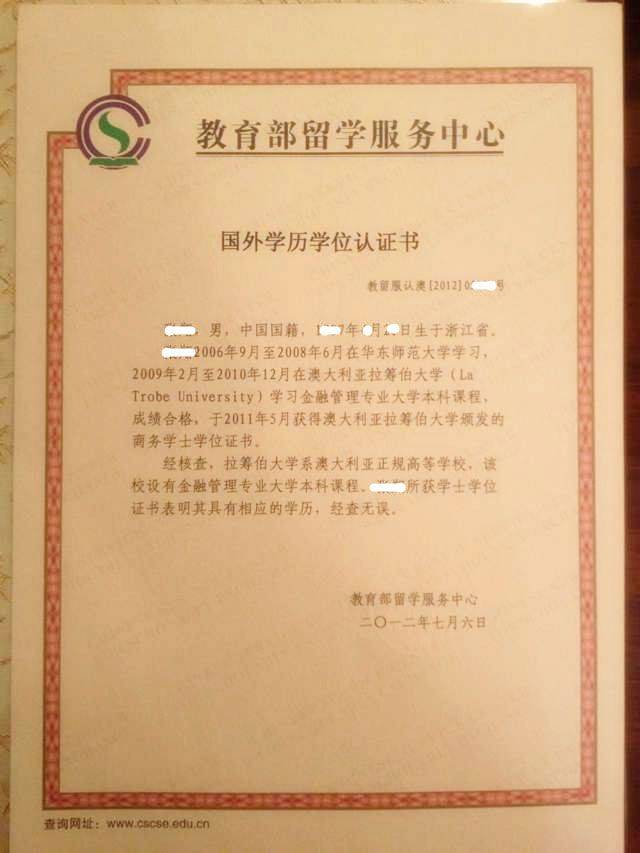 教育部留学服务中心
国外学历学位认证书
教留服认澳[2012]0 号
，男，中国国籍，1 7年 月2 日生于浙江省。
2006年9月至2008年6月在华东师范大学学习，
2009年2月至2010年12月在澳大利亚拉筹伯大学（La
Trobe University）学习金融管理专业大学本科课程，
成绩合格，于2011年5月获得澳大利亚拉筹伯大学颁发的
商务学士学位证书。
经核查，拉筹伯大学系澳大利亚正规高等学校，该
校设有金融管理专业大学本科课程。 所获学士学位
证书表明其具有相应的学历，经查无误。
教育部留学服务中心
二〇一二年七月六日
查询网址：www.cscse.edu.cn